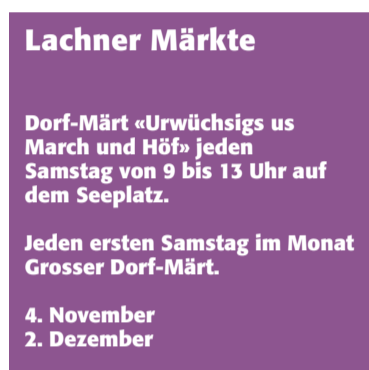 Lachner Märkte
Dorf-Märt «Urwüchsigs us
March und Höf» jeden
Samstag von 9 bis 13 Uhr auf
dem Seeplatz.
Jeden ersten Samstag im Monat
Grosser Dorf-Märt.
4. November
2. Dezember